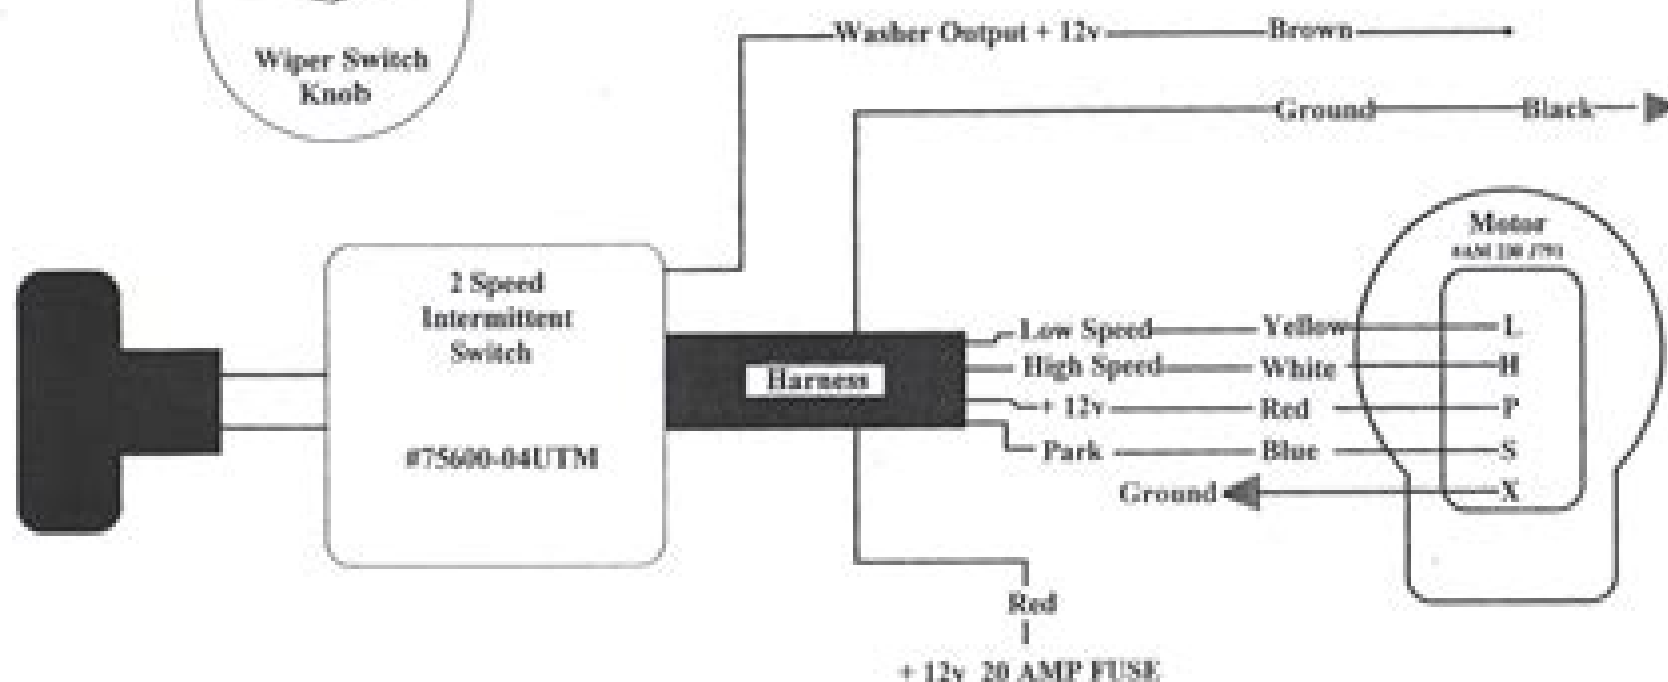 Wiper Switch
Knob
Washer Output + 12v
Brown
Ground
Black
2 Speed
Intermittent
Switch
#75600-04UTM
Harness
Low Speed
Yellow
High Speed
White
+ 12v
Red
Park
Blue
Ground
Motor
L
H
P
S
X
Red
+ 12v 20 AMP FUSE